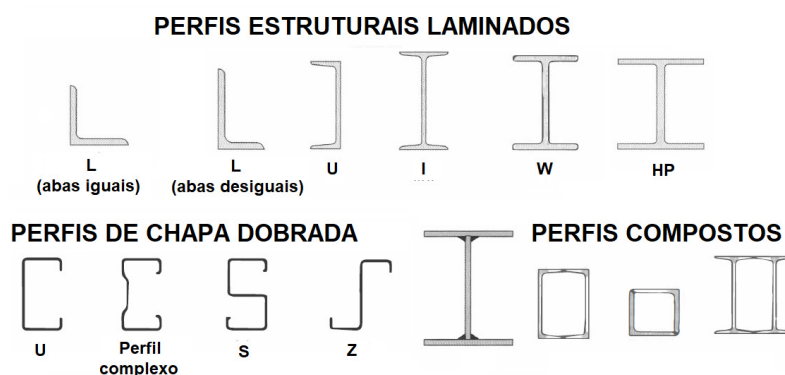 PERFIS ESTRUTURAIS LAMINADOS
L
(abas iguais)
L
(abas desiguais)
U
I
W
HP
PERFIS DE CHAPA DOBRADA
PERFIS COMPOSTOS
U
Perfil
complexo
S
Z